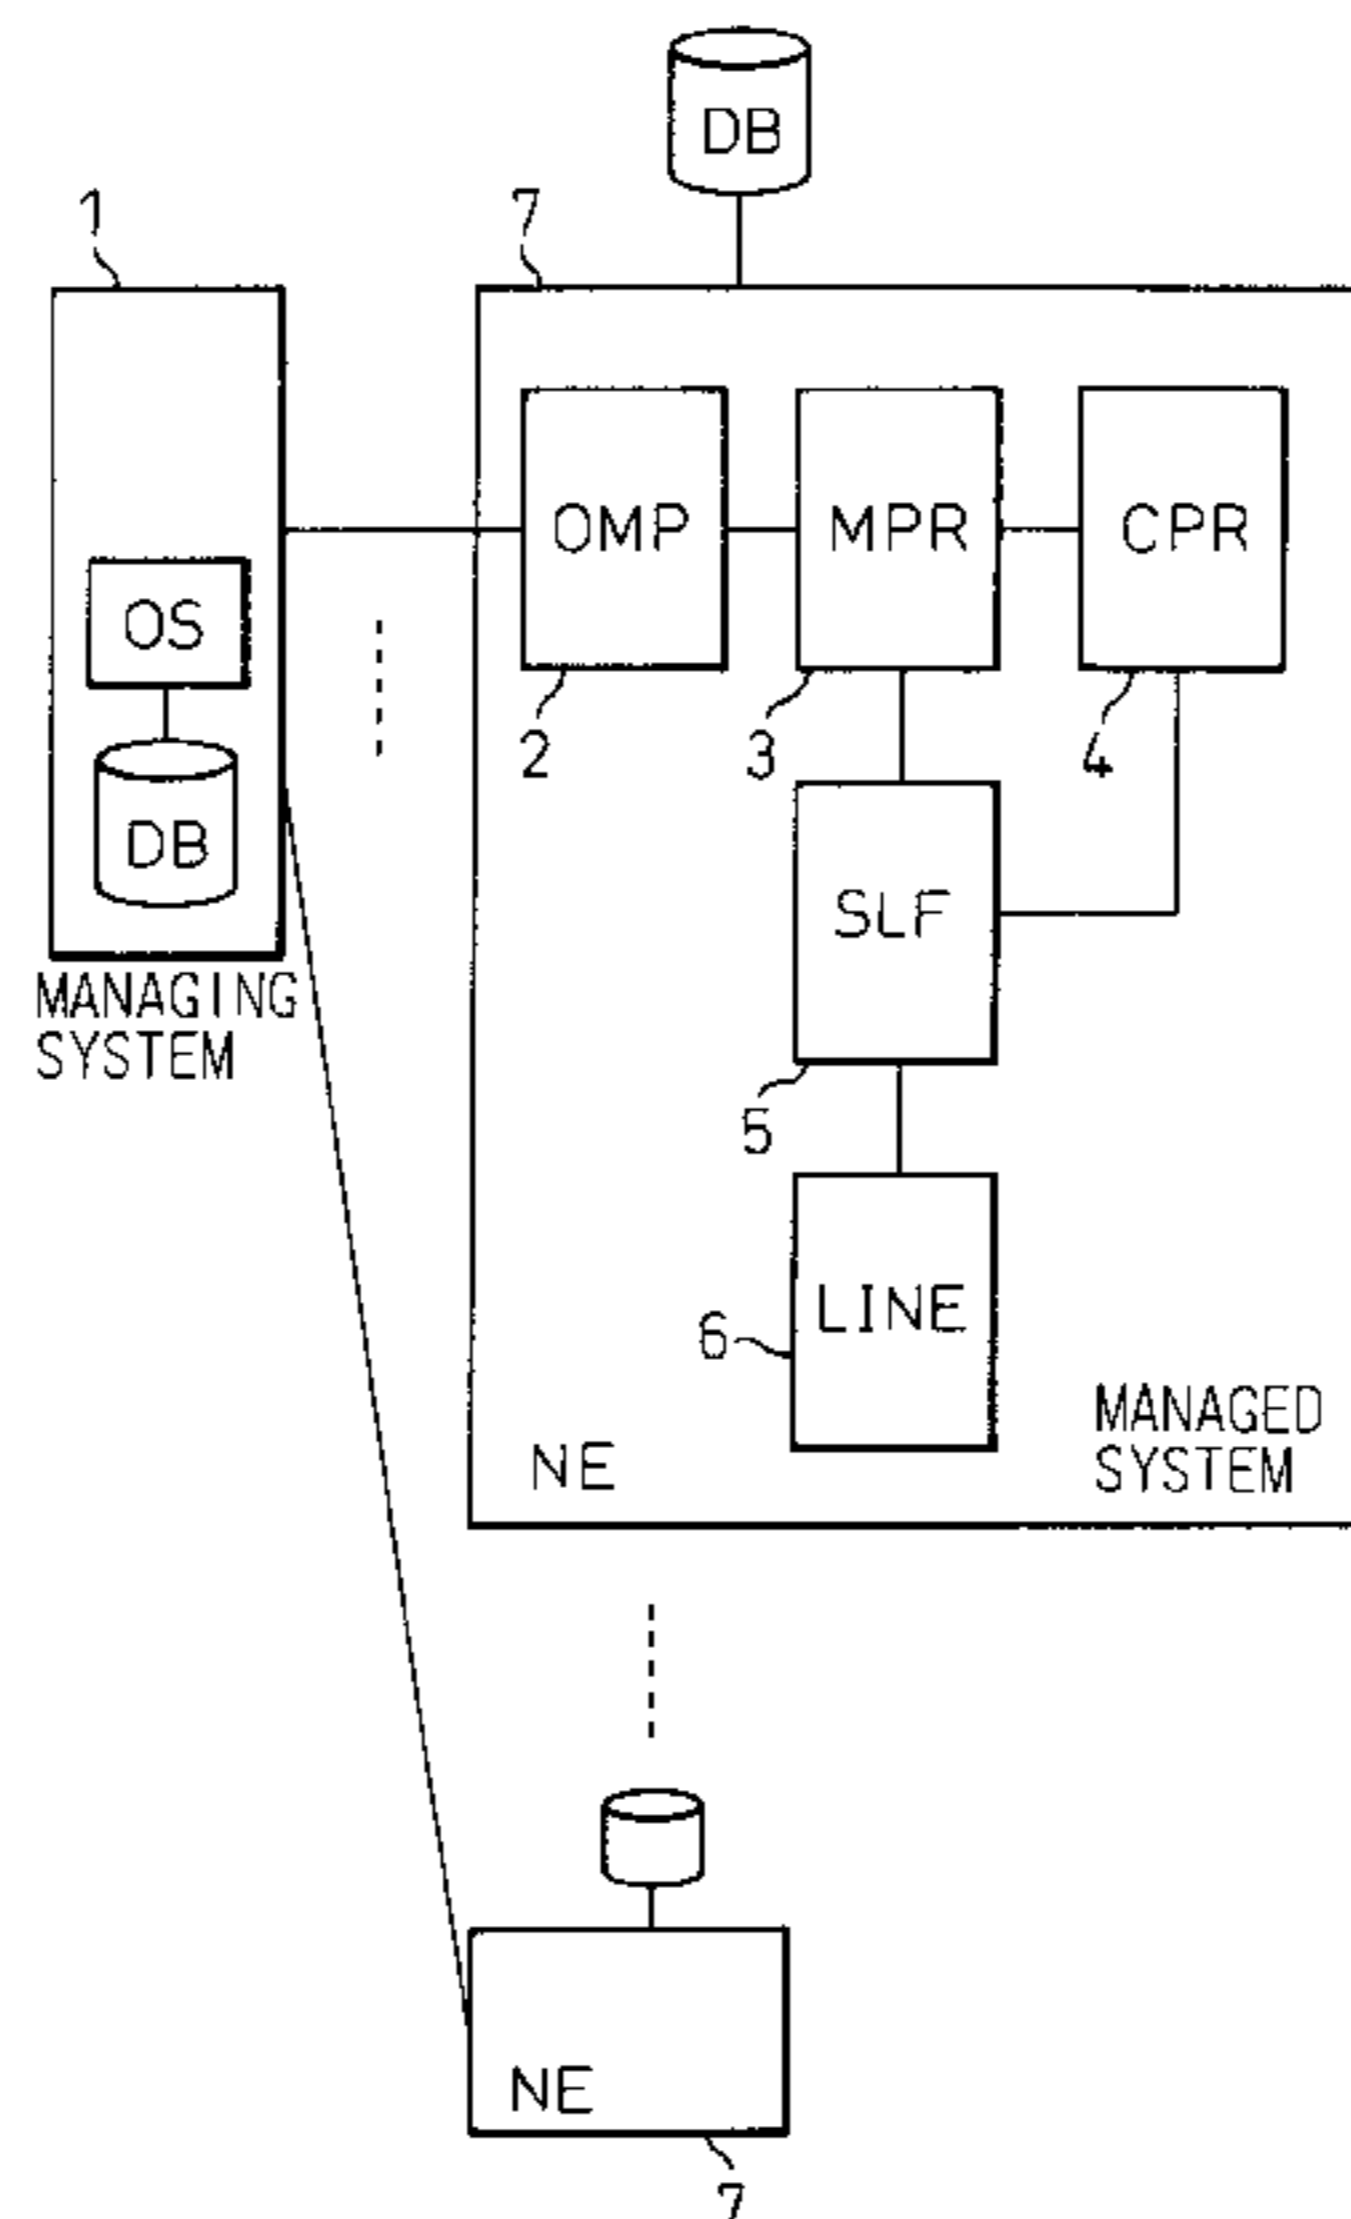 DB
1
7
OMP
MPR
CPR
OS
2
3
4
DB
SLF
MANAGING
SYSTEM
5
LINE
6
MANAGED
SYSTEM
NE
NE
7